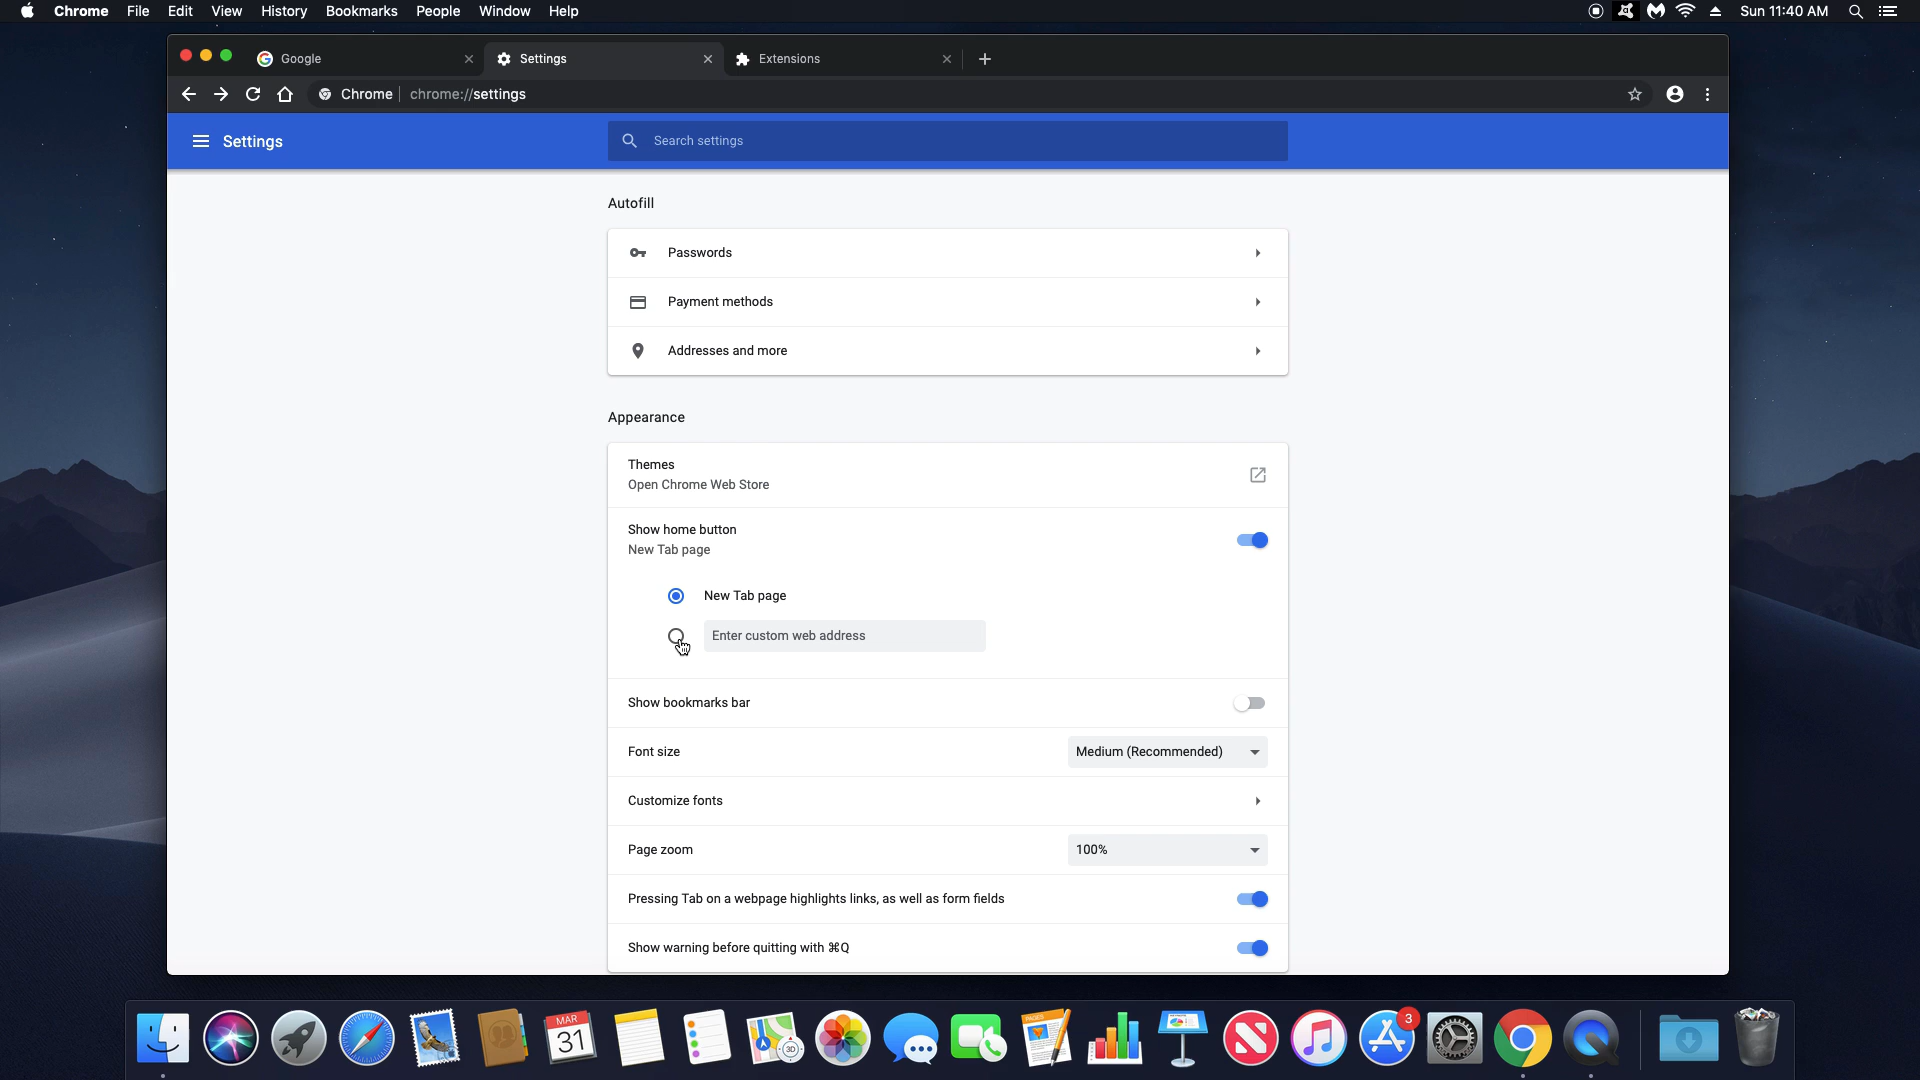 Chrome File Edit View History Bookmarks People Window Help Sun 11:40 AM
Google Settings Extensions
Chrome chrome://settings
Settings Search settings
Autofill
Passwords
Payment methods
Addresses and more
Appearance
Themes
Open Chrome Web Store
Show home button
New Tab page
New Tab page
Enter custom web address
Show bookmarks bar
Font size Medium (Recommended)
Customize fonts
Page zoom 100%
Pressing Tab on a webpage highlights links, as well as form fields
Show warning before quitting with ⌘Q
MAR
31
3D
PAGES
3